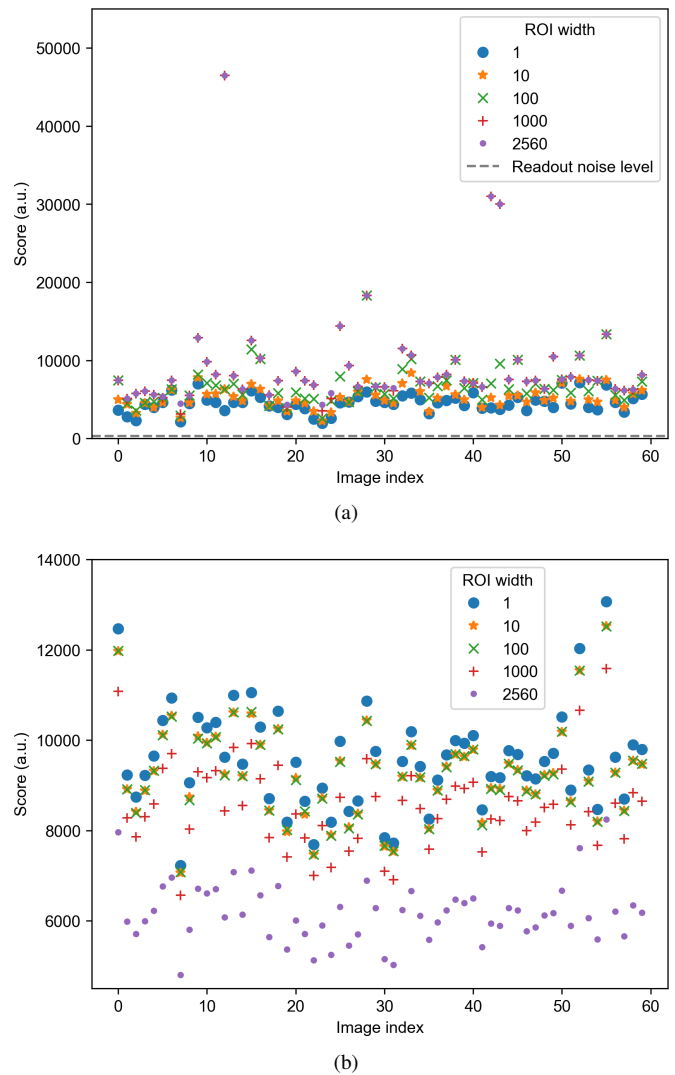 50000
40000
30000
20000
10000
0
Score (a.u.)
ROI width
1
10
100
1000
2560
Readout noise level
0 10 20 30 40 50 60
Image index
(a)
14000
12000
10000
8000
6000
Score (a.u.)
ROI width
1
10
100
1000
2560
0 10 20 30 40 50 60
Image index
(b)